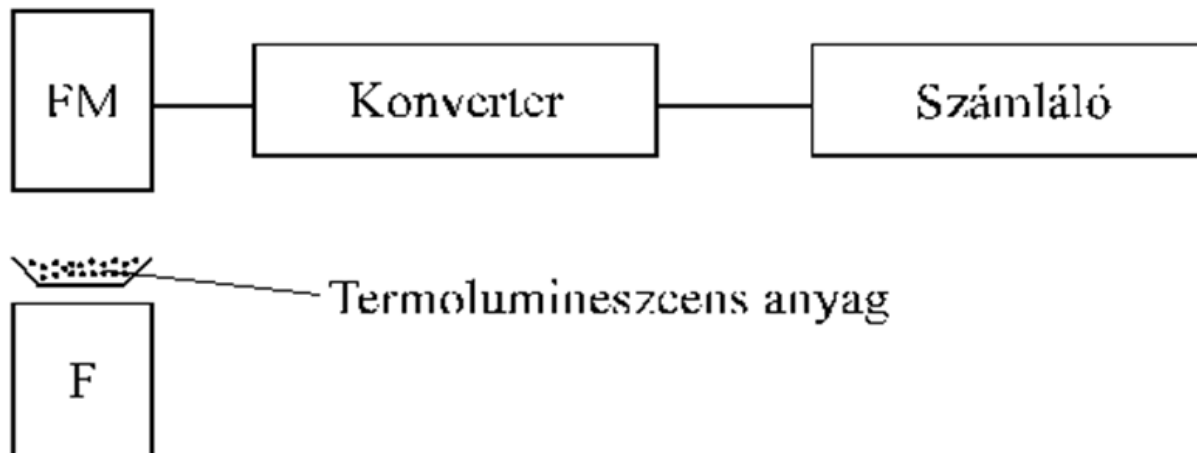 FM
Konverter
Számláló
Termolumineszcens anyag
F